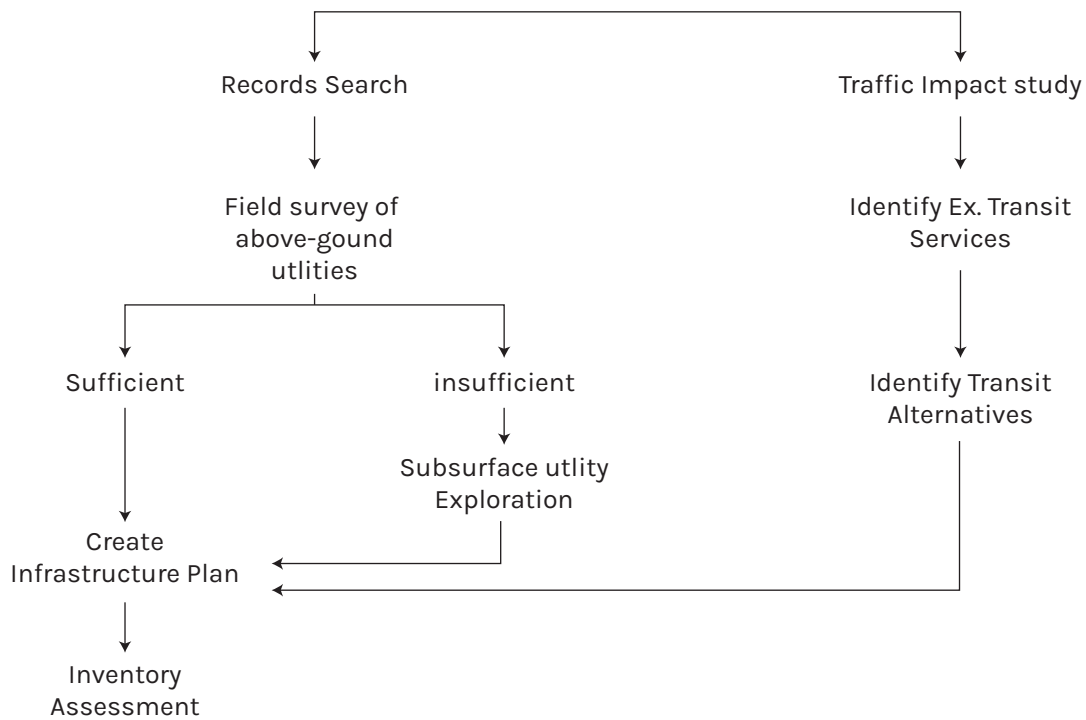 Records Search
Traffic Impact study
Field survey of
above-gound
utlities
Identify Ex. Transit
Services
Sufficient
insufficient
Identify Transit
Alternatives
Subsurface utlity
Exploration
Create
Infrastructure Plan
Inventory
Assessment